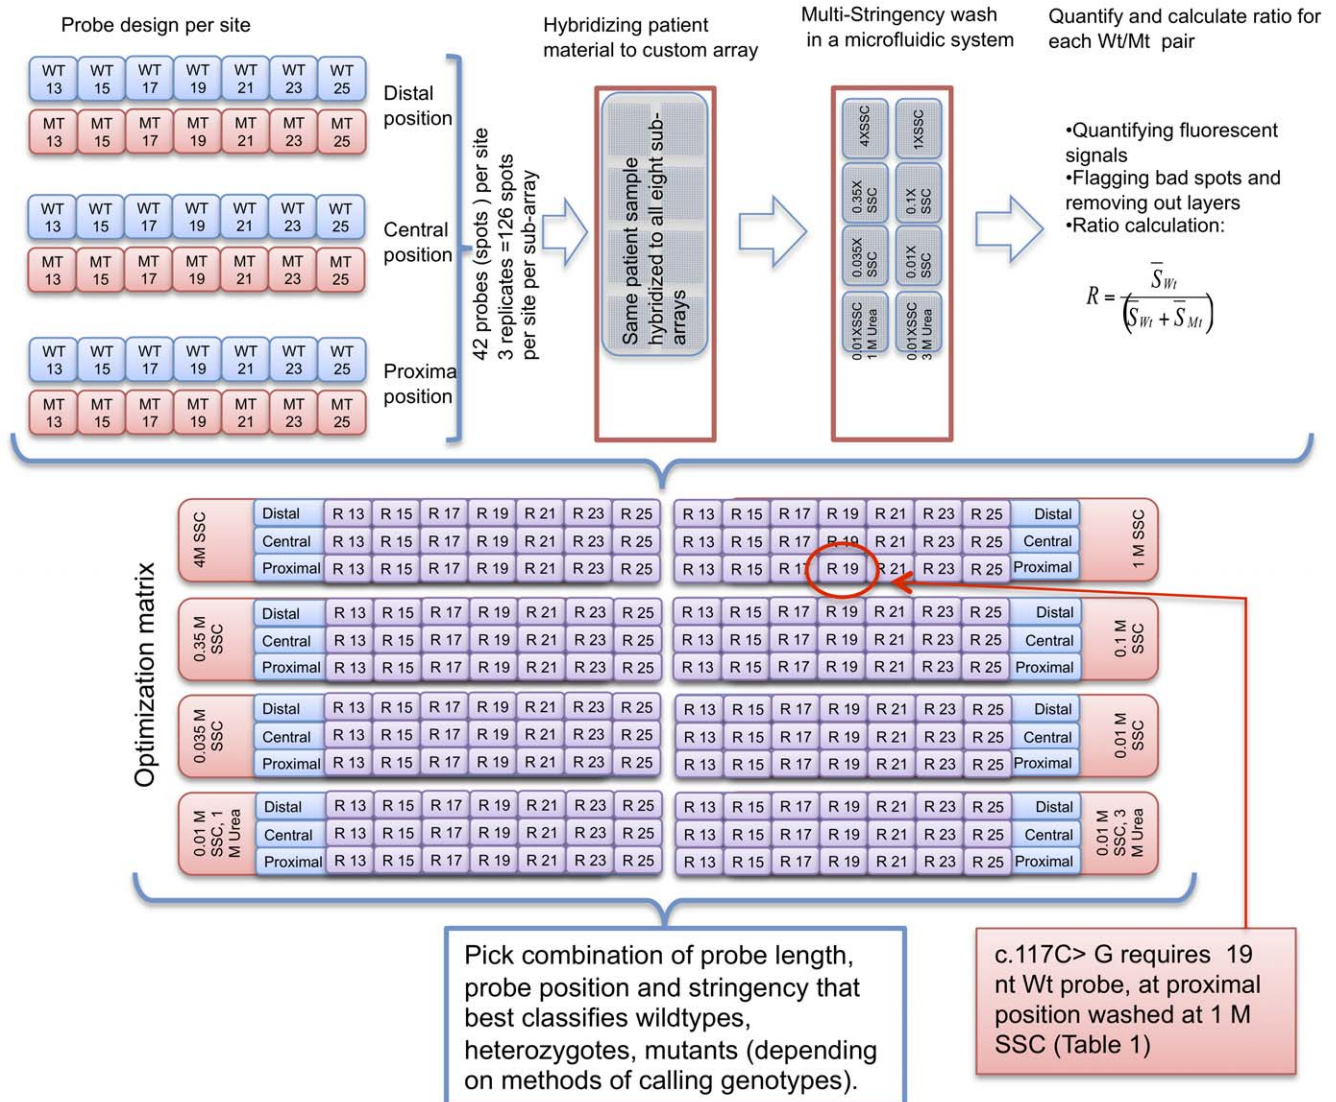 Probe design per site
Hybridizing patient
material to custom array
Multi-Stringency wash
in a microfluidic system
Quantify and calculate ratio for
each Wt/Mt pair
WT 13 WT 15 WT 17 WT 19 WT 21 WT 23 WT 25
MT 13 MT 15 MT 17 MT 19 MT 21 MT 23 MT 25
Distal
position
WT 13 WT 15 WT 17 WT 19 WT 21 WT 23 WT 25
MT 13 MT 15 MT 17 MT 19 MT 21 MT 23 MT 25
Central
position
WT 13 WT 15 WT 17 WT 19 WT 21 WT 23 WT 25
MT 13 MT 15 MT 17 MT 19 MT 21 MT 23 MT 25
Proxima
position
42 probes (spots ) per site
3 replicates =126 spots
per site per sub-array
Same patient sample
hybridized to all eight sub-
arrays
4XSSC
1XSSC
0.35X
SSC
0.1X
SSC
0.035X
SSC
0.01X
SSC
0.01XSSC
1 M Urea
0.01XSSC
3 M Urea
•Quantifying fluorescent
signals
•Flagging bad spots and
removing out layers
•Ratio calculation:
R = S̅Wt / (S̅Wt + S̅Mt)
Optimization matrix
4M SSC
Distal R 13 R 15 R 17 R 19 R 21 R 23 R 25
Central R 13 R 15 R 17 R 19 R 21 R 23 R 25
Proximal R 13 R 15 R 17 R 19 R 21 R 23 R 25
R 13 R 15 R 17 R 19 R 21 R 23 R 25 Distal
R 13 R 15 R 17 R 19 R 21 R 23 R 25 Central
R 13 R 15 R 17 R 19 R 21 R 23 R 25 Proximal
1 M SSC
0.35 M
SSC
Distal R 13 R 15 R 17 R 19 R 21 R 23 R 25
Central R 13 R 15 R 17 R 19 R 21 R 23 R 25
Proximal R 13 R 15 R 17 R 19 R 21 R 23 R 25
R 13 R 15 R 17 R 19 R 21 R 23 R 25 Distal
R 13 R 15 R 17 R 19 R 21 R 23 R 25 Central
R 13 R 15 R 17 R 19 R 21 R 23 R 25 Proximal
0.1 M
SSC
0.035 M
SSC
Distal R 13 R 15 R 17 R 19 R 21 R 23 R 25
Central R 13 R 15 R 17 R 19 R 21 R 23 R 25
Proximal R 13 R 15 R 17 R 19 R 21 R 23 R 25
R 13 R 15 R 17 R 19 R 21 R 23 R 25 Distal
R 13 R 15 R 17 R 19 R 21 R 23 R 25 Central
R 13 R 15 R 17 R 19 R 21 R 23 R 25 Proximal
0.01 M
SSC
0.01 M
SSC, 1
M Urea
Distal R 13 R 15 R 17 R 19 R 21 R 23 R 25
Central R 13 R 15 R 17 R 19 R 21 R 23 R 25
Proximal R 13 R 15 R 17 R 19 R 21 R 23 R 25
R 13 R 15 R 17 R 19 R 21 R 23 R 25 Distal
R 13 R 15 R 17 R 19 R 21 R 23 R 25 Central
R 13 R 15 R 17 R 19 R 21 R 23 R 25 Proximal
0.01 M
SSC, 3
M Urea
Pick combination of probe length,
probe position and stringency that
best classifies wildtypes,
heterozygotes, mutants (depending
on methods of calling genotypes).
c.117C> G requires 19
nt Wt probe, at proximal
position washed at 1 M
SSC (Table 1)